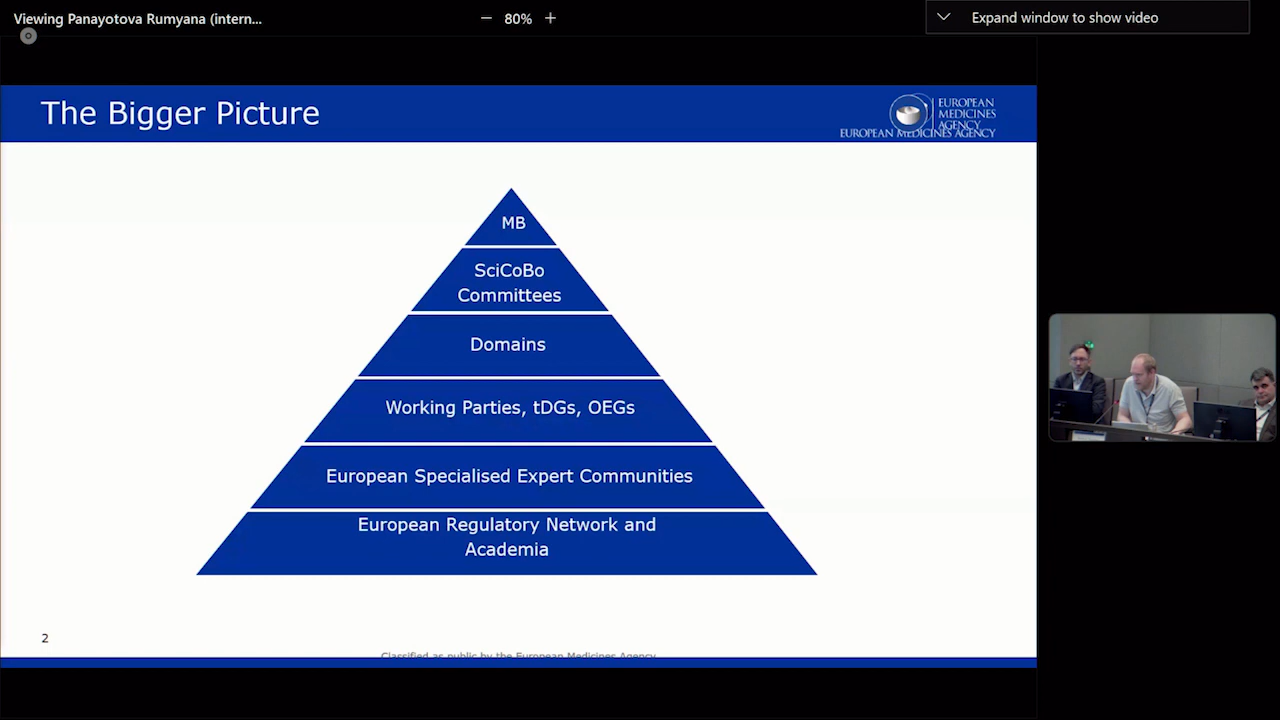 Viewing Panayotova Rumyana (intern...
80%
Expand window to show video
The Bigger Picture
EUROPEAN
MEDICINES
AGENCY
EUROPEAN MEDICINES AGENCY
MB
SciCoBo
Committees
Domains
Working Parties, tDGs, OEGs
European Specialised Expert Communities
European Regulatory Network and
Academia
2
Classified as public by the European Medicines Agency